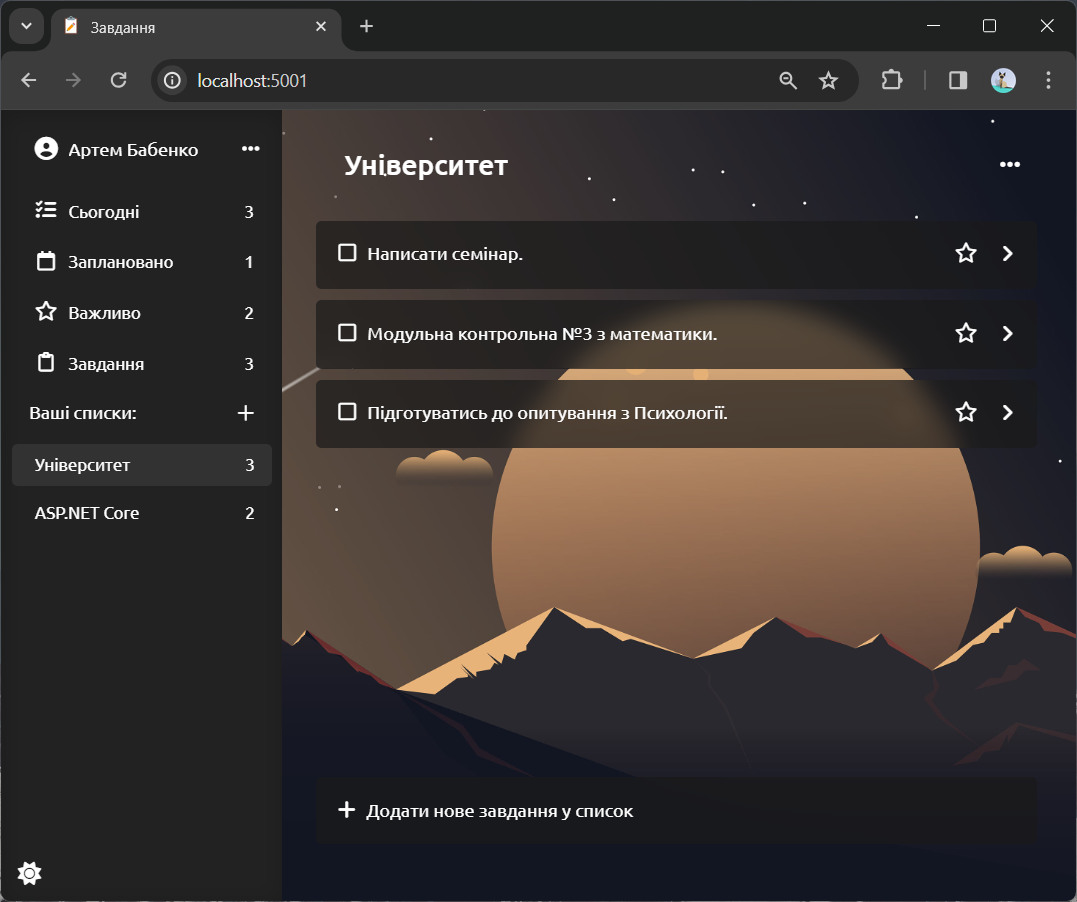 Завдання
localhost:5001
Артем Бабенко
Сьогодні 3
Заплановано 1
Важливо 2
Завдання 3
Ваші списки:
Університет 3
ASP.NET Core 2
Університет
Написати семінар.
Модульна контрольна №3 з математики.
Підготуватись до опитування з Психології.
Додати нове завдання у список